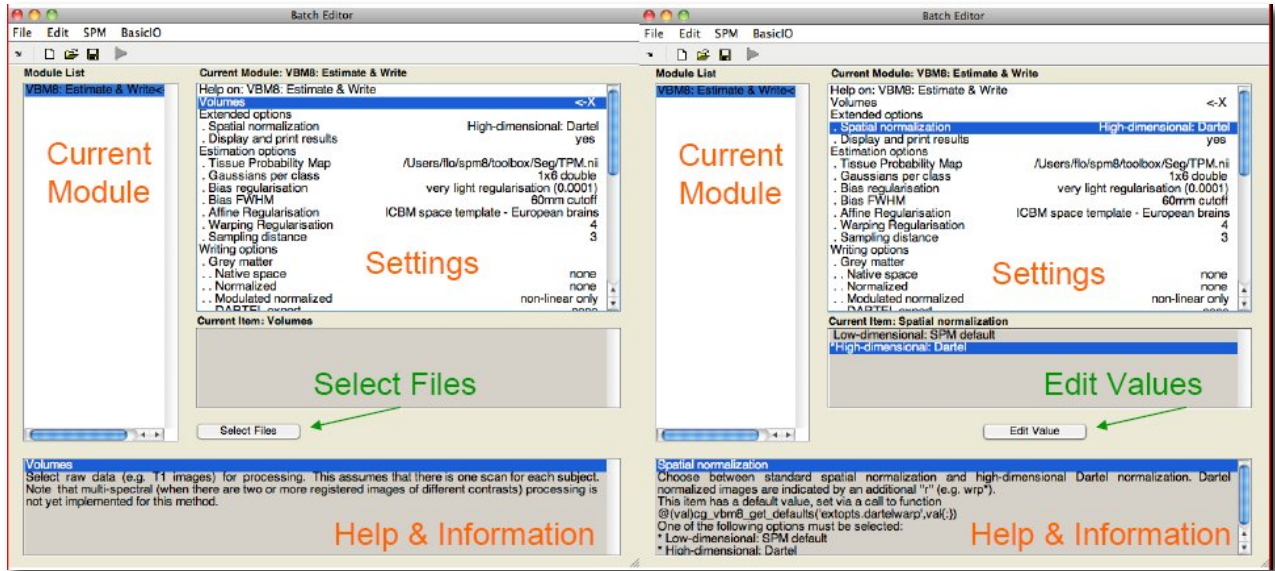 Batch Editor
File Edit SPM BasicIO
Module List
VBM8: Estimate & Write<-
Current Module
Current Module: VBM8: Estimate & Write
Help on: VBM8: Estimate & Write
Volumes <-X
Extended options
. Spatial normalization High-dimensional: Dartel
. Display and print results yes
Estimation options
. Tissue Probability Map /Users/flo/spm8/toolbox/Seg/TPM.nii
. Gaussians per class 1x6 double
. Bias regularisation very light regularisation (0.0001)
. Bias FWHM 60mm cutoff
. Affine Regularisation ICBM space template - European brains
. Warping Regularisation 4
. Sampling distance 3
Writing options
. Grey matter
. . Native space none
. . Normalized none
. . Modulated normalized non-linear only
. . DARTEL export none
Settings
Current Item: Volumes
Select Files
Select Files
Volumes
Select raw data (e.g. T1 images) for processing. This assumes that there is one scan for each subject.
Note that multi-spectral (when there are two or more registered images of different contrasts) processing is
not yet implemented for this method.
Help & Information
Batch Editor
File Edit SPM BasicIO
Module List
VBM8: Estimate & Write<
Current Module
Current Module: VBM8: Estimate & Write
Help on: VBM8: Estimate & Write
Volumes <-X
Extended options
. Spatial normalization High-dimensional: Dartel
. Display and print results yes
Estimation options
. Tissue Probability Map /Users/flo/spm8/toolbox/Seg/TPM.nii
. Gaussians per class 1x6 double
. Bias regularisation very light regularisation (0.0001)
. Bias FWHM 60mm cutoff
. Affine Regularisation ICBM space template - European brains
. Warping Regularisation 4
. Sampling distance 3
Writing options
. Grey matter
. . Native space none
. . Normalized none
. . Modulated normalized non-linear only
. . DARTEL export none
Settings
Current Item: Spatial normalization
Low-dimensional: SPM default
*High-dimensional: Dartel
Edit Values
Edit Value
Spatial normalization
Choose between standard spatial normalization and high-dimensional Dartel normalization. Dartel
normalized images are indicated by an additional "r" (e.g. wrp*).
This item has a default value, set via a call to function
@(val)cg_vbm8_get_defaults('extopts.dartelwarp',val{:})
One of the following options must be selected:
* Low-dimensional: SPM default
* High-dimensional: Dartel
Help & Information